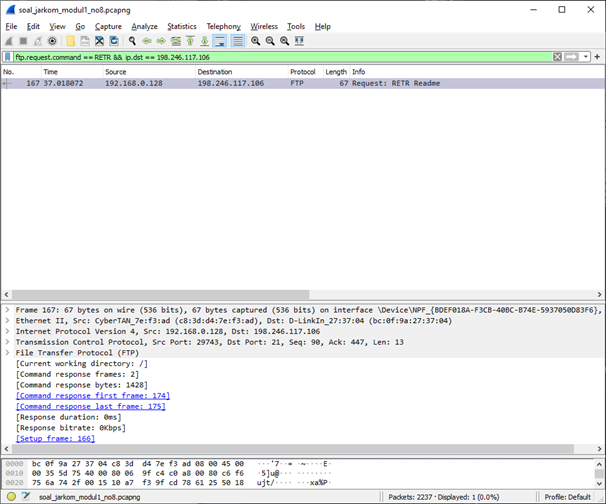 soal_jarkom_modul1_no8.pcapng
File Edit View Go Capture Analyze Statistics Telephony Wireless Tools Help
ftp.request.command == RETR && ip.dst == 198.246.117.106
No. Time Source Destination Protocol Length Info
167 37.018072 192.168.0.128 198.246.117.106 FTP 67 Request: RETR Readme
Frame 167: 67 bytes on wire (536 bits), 67 bytes captured (536 bits) on interface \Device\NPF_{BDEF018A-F3CB-40BC-B74E-5937050D83F6},
Ethernet II, Src: CyberTAN_7e:f3:ad (c8:3d:d4:7e:f3:ad), Dst: D-LinkIn_27:37:04 (bc:0f:9a:27:37:04)
Internet Protocol Version 4, Src: 192.168.0.128, Dst: 198.246.117.106
Transmission Control Protocol, Src Port: 29743, Dst Port: 21, Seq: 90, Ack: 447, Len: 13
File Transfer Protocol (FTP)
[Current working directory: /]
[Command response frames: 2]
[Command response bytes: 1428]
[Command response first frame: 174]
[Command response last frame: 175]
[Response duration: 0ms]
[Response bitrate: 0Kbps]
[Setup frame: 166]
0000 bc 0f 9a 27 37 04 c8 3d d4 7e f3 ad 08 00 45 00 ···'7··= ·~····E·
0010 00 35 5d 75 40 00 80 06 9f c4 c0 a8 00 80 c6 f6 ·5]u@··· ········
0020 75 6a 74 2f 00 15 10 a7 f3 9f cd 78 61 25 50 18 ujt/···· ···xa%P·
soal_jarkom_modul1_no8.pcapng Packets: 2237 · Displayed: 1 (0.0%) Profile: Default